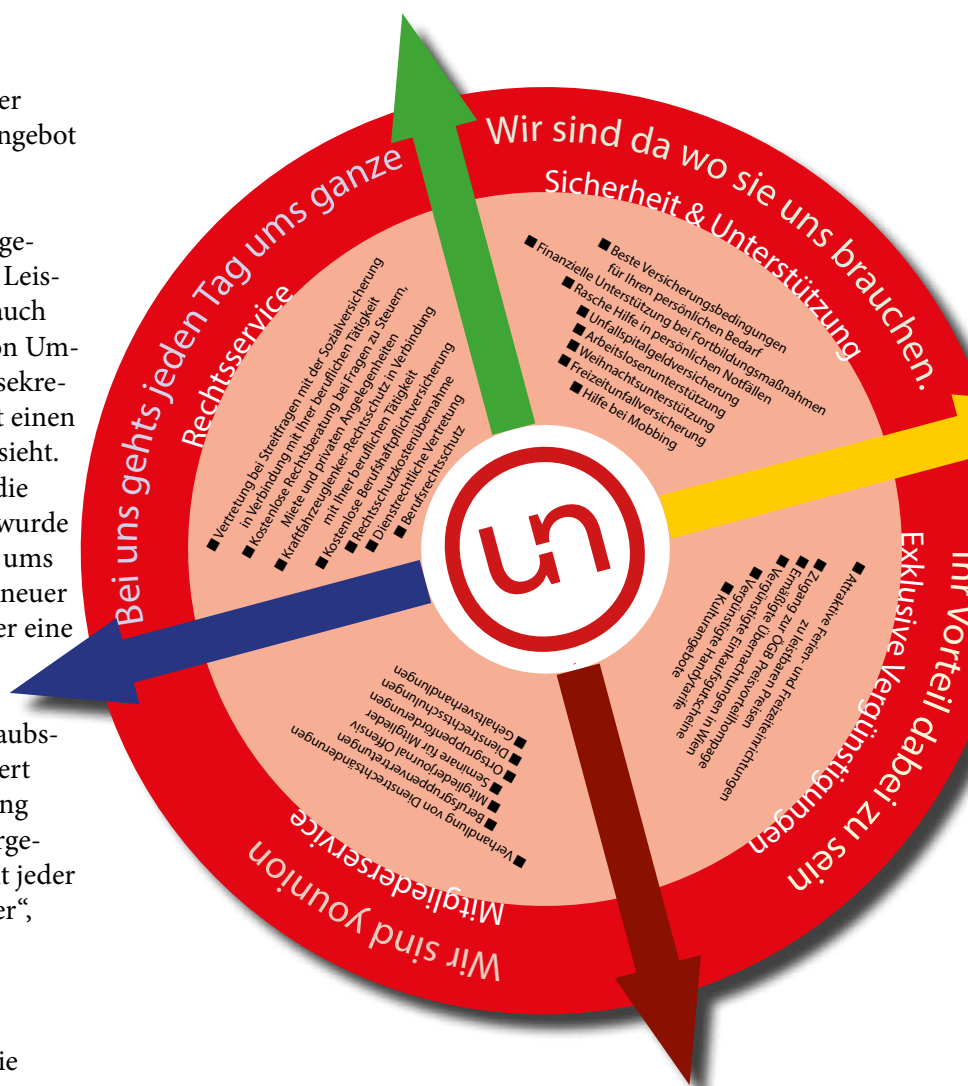 er
ngebot
ge-
Leis-
auch
on Um-
sekre-
t einen
sieht.
die
wurde
ums
neuer
er eine
aubs-
ert
ng
rge-
t jeder
er“,
ie
Bei uns gehts jeden Tag ums ganze
Rechtsservice
■ Vertretung bei Streitfragen mit der Sozialversicherung
in Verbindung mit Ihrer beruflichen Tätigkeit
■ Kostenlose Rechtsberatung bei Fragen zu Steuern,
Miete und privaten Angelegenheiten
■ Kraftfahrzeuglenker-Rechtsschutz in Verbindung
mit Ihrer beruflichen Tätigkeit
■ Kostenlose Berufshaftpflichtversicherung
■ Rechtsschutzkostenübernahme
■ Dienstrechtliche Vertretung
■ Berufsrechtsschutz
Wir sind da wo sie uns brauchen.
Sicherheit & Unterstützung
■ Beste Versicherungsbedingungen
für Ihren persönlichen Bedarf
■ Finanzielle Unterstützung bei Fortbildungsmaßnahmen
■ Rasche Hilfe in persönlichen Notfällen
■ Unfallspitalgeldversicherung
■ Arbeitslosenunterstützung
■ Weihnachtsunterstützung
■ Freizeitunfallversicherung
■ Hilfe bei Mobbing
Ihr Vorteil dabei zu sein
Exklusive Vergünstigungen
■ Attraktive Ferien- und Freizeiteinrichtungen
zu leistbaren Preisen
■ Zugang zur ÖGB Preisvorteilhompage
■ Ermäßigte Übernachtungen in Wien
■ Vergünstigte Einkaufsgutscheine
■ Vergünstigte Handytarife
■ Kulturangebote
Wir sind younion
Mitgliederservice
■ Verhandlung von Dienstrechtsänderungen
■ Berufsgruppenvertretungen
■ Mitgliederjournal Offensiv
■ Seminare für Mitglieder
■ Ortsgruppenförderungen
■ Dienstrechtsschulungen
■ Gehaltsverhandlungen
un